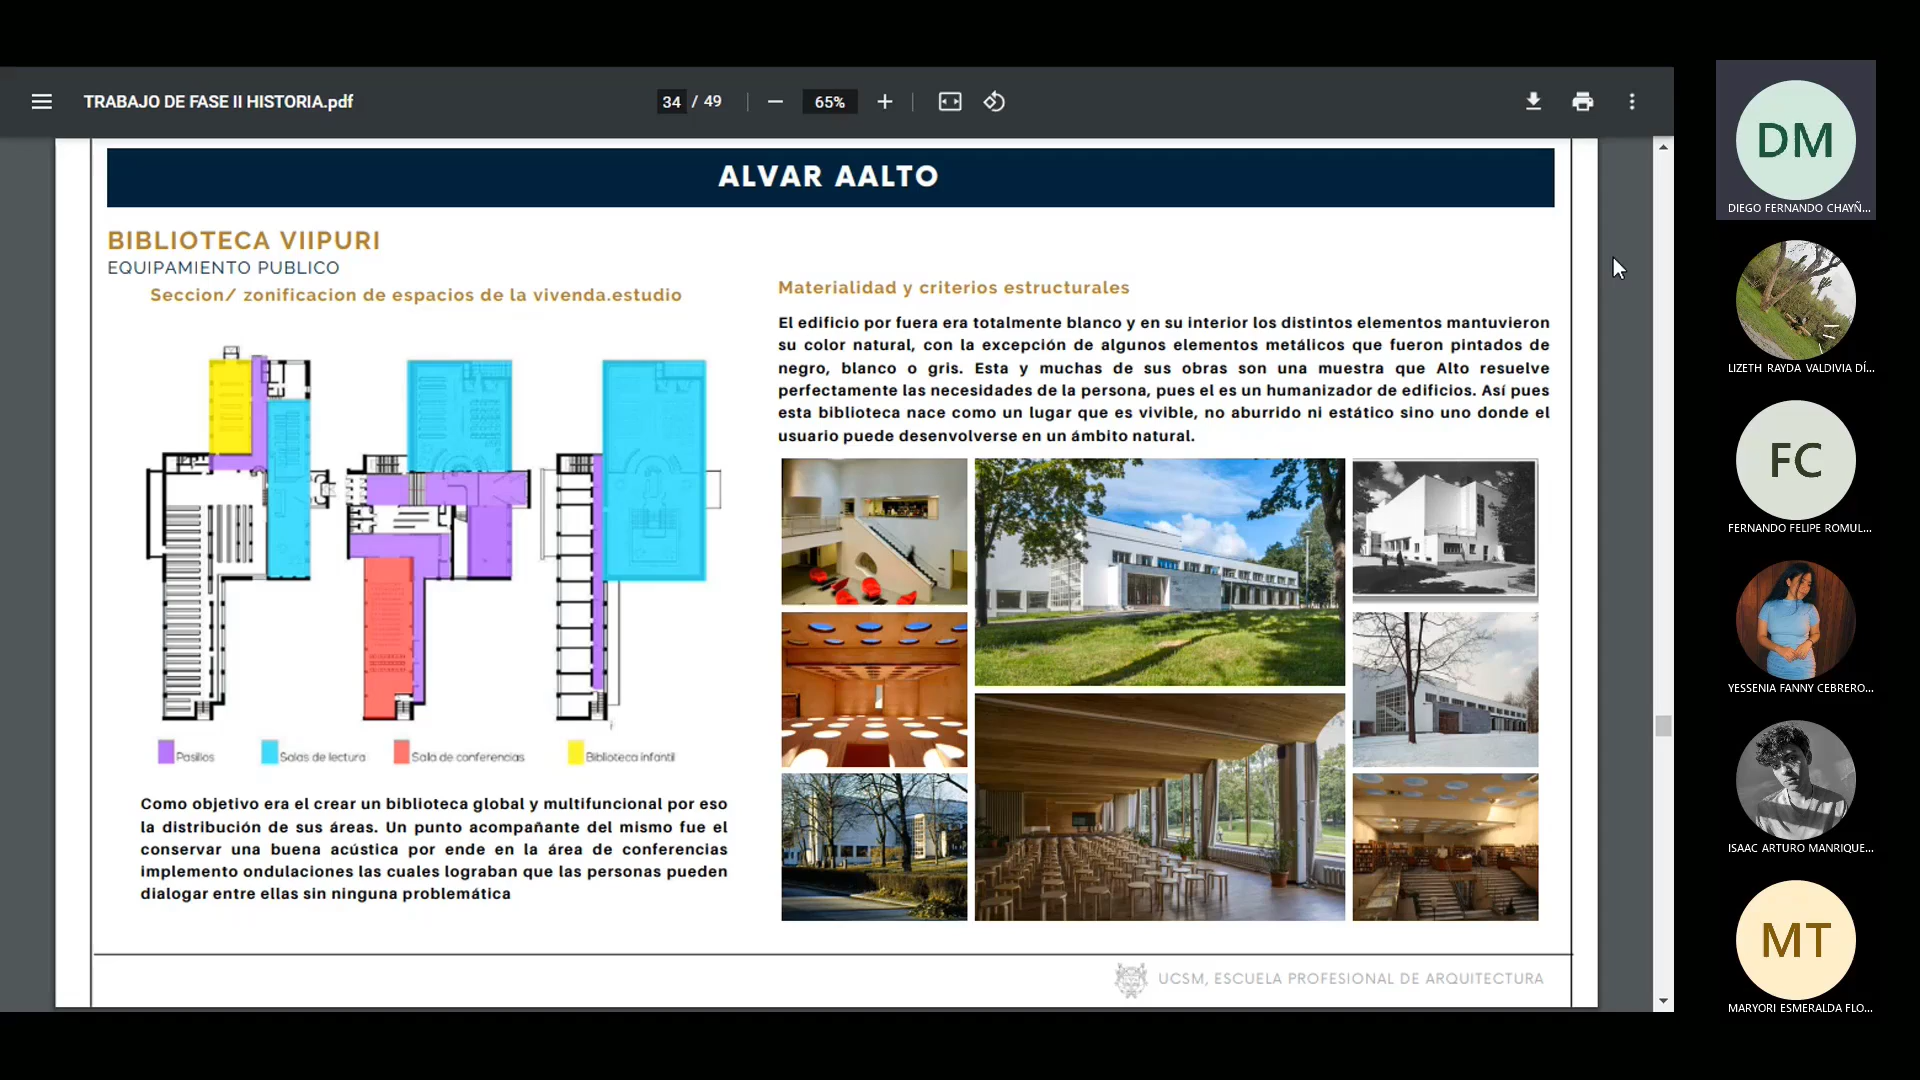 TRABAJO DE FASE II HISTORIA.pdf
34 / 49
65%
ALVAR AALTO
BIBLIOTECA VIIPURI
EQUIPAMIENTO PUBLICO
Seccion/ zonificacion de espacios de la vivenda.estudio
Pasillos
Salas de lectura
Sala de conferencias
Biblioteca infantil
Como objetivo era el crear un biblioteca global y multifuncional por eso
la distribución de sus áreas. Un punto acompañante del mismo fue el
conservar una buena acústica por ende en la área de conferencias
implemento ondulaciones las cuales lograban que las personas pueden
dialogar entre ellas sin ninguna problemática
Materialidad y criterios estructurales
El edificio por fuera era totalmente blanco y en su interior los distintos elementos mantuvieron
su color natural, con la excepción de algunos elementos metálicos que fueron pintados de
negro, blanco o gris. Esta y muchas de sus obras son una muestra que Alto resuelve
perfectamente las necesidades de la persona, pues el es un humanizador de edificios. Así pues
esta biblioteca nace como un lugar que es vivible, no aburrido ni estático sino uno donde el
usuario puede desenvolverse en un ámbito natural.
UCSM, ESCUELA PROFESIONAL DE ARQUITECTURA
DM
DIEGO FERNANDO CHAYÑ...
LIZETH RAYDA VALDIVIA DÍ...
FC
FERNANDO FELIPE ROMUL...
YESSENIA FANNY CEBRERO...
ISAAC ARTURO MANRIQUE...
MT
MARYORI ESMERALDA FLO...